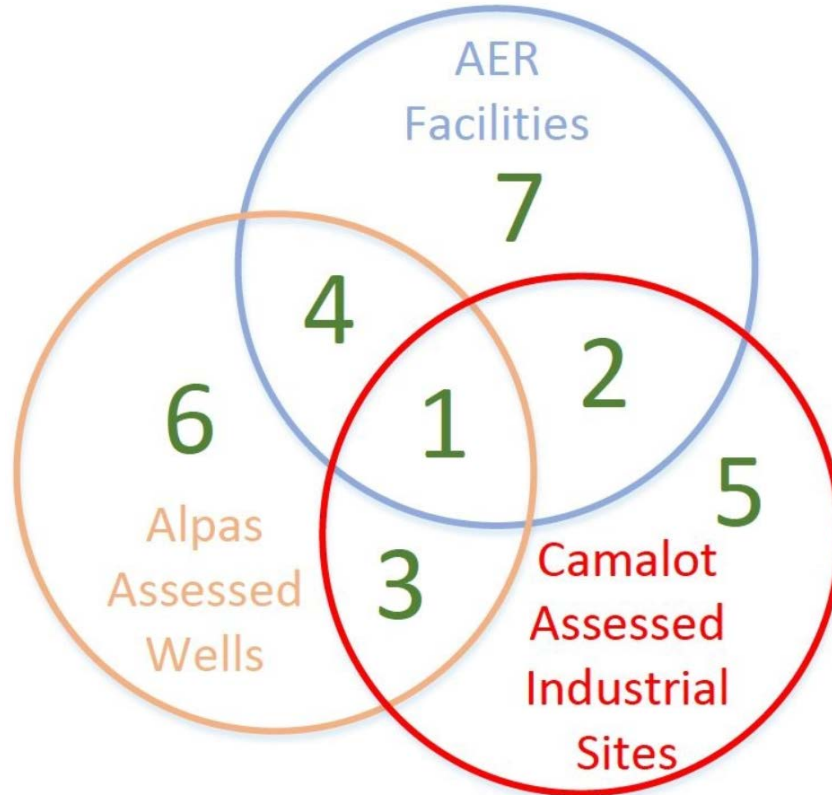 AER
Facilities
7
4
2
6
1
5
Alpas
Assessed
Wells
3
Camalot
Assessed
Industrial
Sites